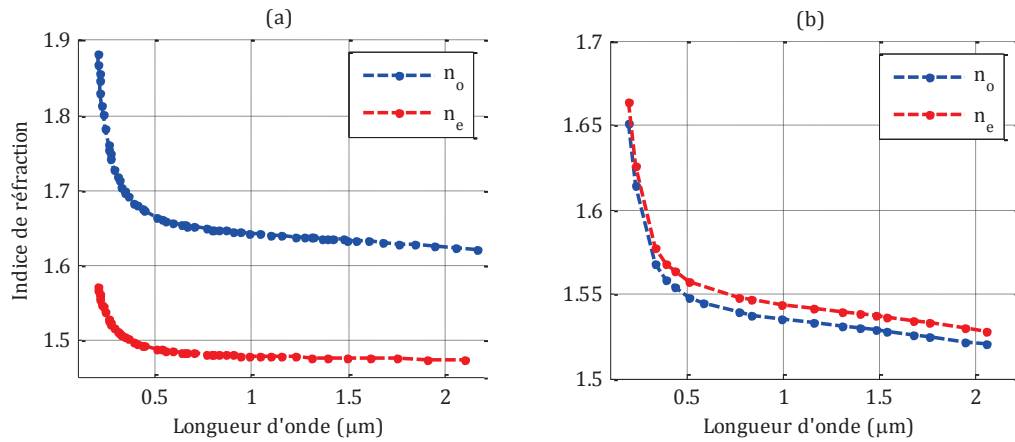 (a)
1.9
1.8
1.7
1.6
1.5
Indice de réfraction
n_o
n_e
0.5
1
1.5
2
Longueur d'onde (μm)
(b)
1.7
1.65
1.6
1.55
1.5
n_o
n_e
0.5
1
1.5
2
Longueur d'onde (μm)